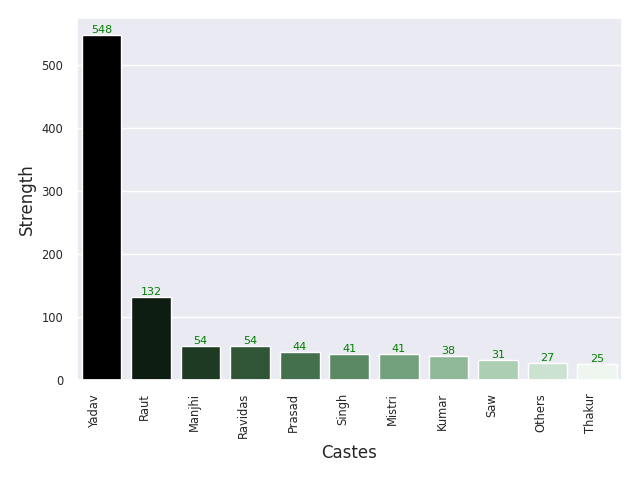 548
500
400
300
200
132
100
54
54
44
41
41
38
31
27
25
0
Strength
Yadav
Raut
Manjhi
Ravidas
Prasad
Singh
Mistri
Kumar
Saw
Others
Thakur
Castes